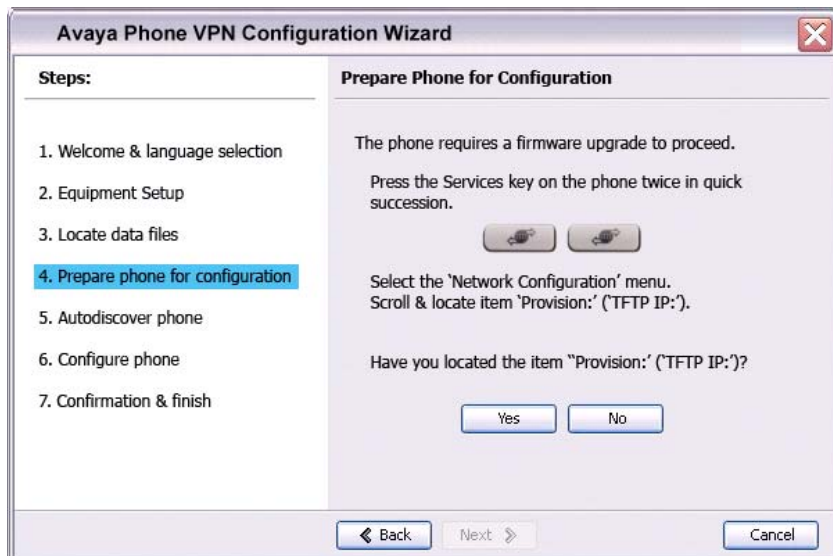 Avaya Phone VPN Configuration Wizard
Steps:
1. Welcome & language selection
2. Equipment Setup
3. Locate data files
4. Prepare phone for configuration
5. Autodiscover phone
6. Configure phone
7. Confirmation & finish
Prepare Phone for Configuration
The phone requires a firmware upgrade to proceed.
Press the Services key on the phone twice in quick
succession.
Select the ‘Network Configuration’ menu.
Scroll & locate item ‘Provision:’ (‘TFTP IP:’).
Have you located the item “Provision:’ (‘TFTP IP:’)?
Yes
No
Back
Next
Cancel